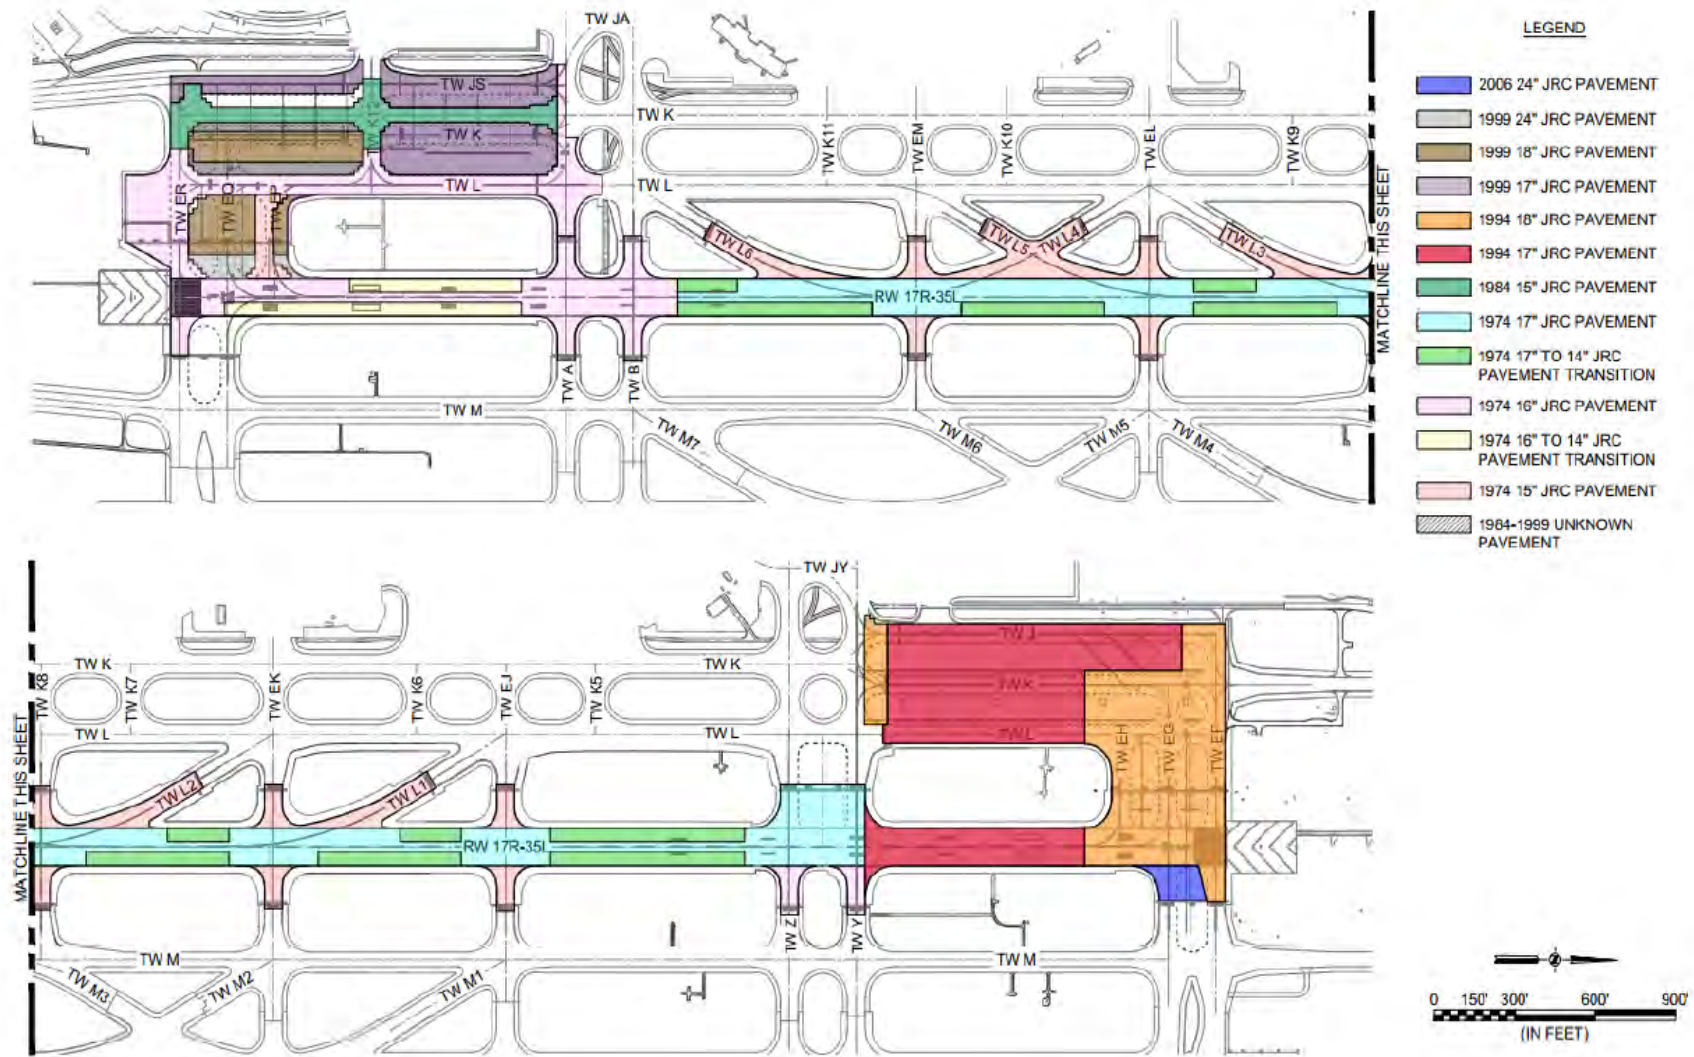 TW JA
LEGEND
2006 24" JRC PAVEMENT
1999 24" JRC PAVEMENT
1999 18" JRC PAVEMENT
1999 17" JRC PAVEMENT
1994 18" JRC PAVEMENT
1994 17" JRC PAVEMENT
1984 15" JRC PAVEMENT
1974 17" JRC PAVEMENT
1974 17" TO 14" JRC
PAVEMENT TRANSITION
1974 16" JRC PAVEMENT
1974 16" TO 14" JRC
PAVEMENT TRANSITION
1974 15" JRC PAVEMENT
1984-1999 UNKNOWN
PAVEMENT
TW JS
TW K
TW K
TW K11
TW EM
TW K10
TW EL
TW K9
TW L
TW L
TW ER
TW EQ
TW L6
TW L5
TW L4
TW L3
RW 17R-35L
MATCHLINE THIS SHEET
TW A
TW B
TW M
TW M7
TW M6
TW M5
TW M4
TW JY
TW J
TW K
TW K
TW K
TW K8
TW K7
TW EK
TW K6
TW EJ
TW K5
TW L
TW L
TW L
TW EH
TW EG
TW EF
MATCHLINE THIS SHEET
TW L2
TW L1
RW 17R-35L
TW Z
TW Y
TW M
TW M
TW M3
TW M2
TW M1
0 150' 300' 600' 900'
(IN FEET)